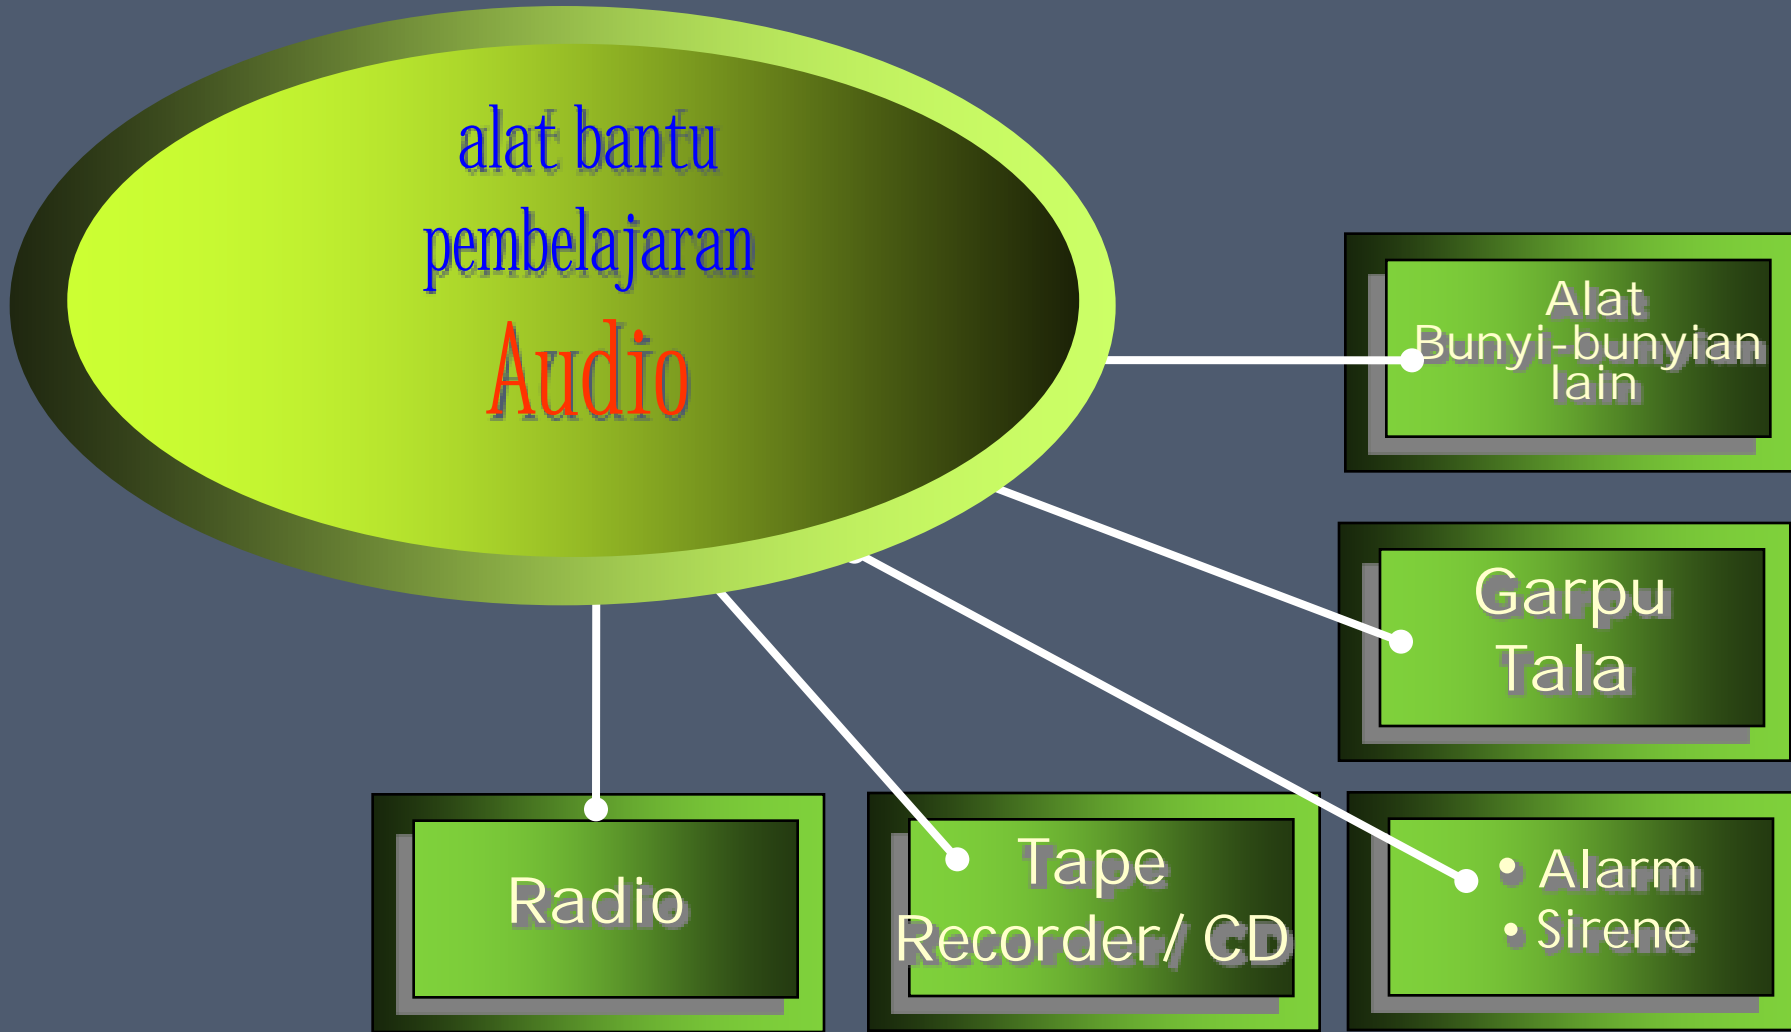 alat bantu
pembelajaran
Audio
Alat
Bunyi-bunyian
lain
Garpu
Tala
Radio
Tape
Recorder/ CD
• Alarm
• Sirene